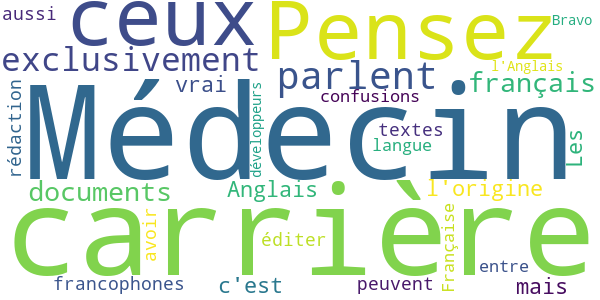 aussi ceux Pensez Bravo
exclusivement parlent l'Anglais
vrai confusions français
rédaction Médecin développeurs textes
langue Les
documents Anglais l'origine
carrière
avoir éditer Française
francophones c'est peuvent entre mais